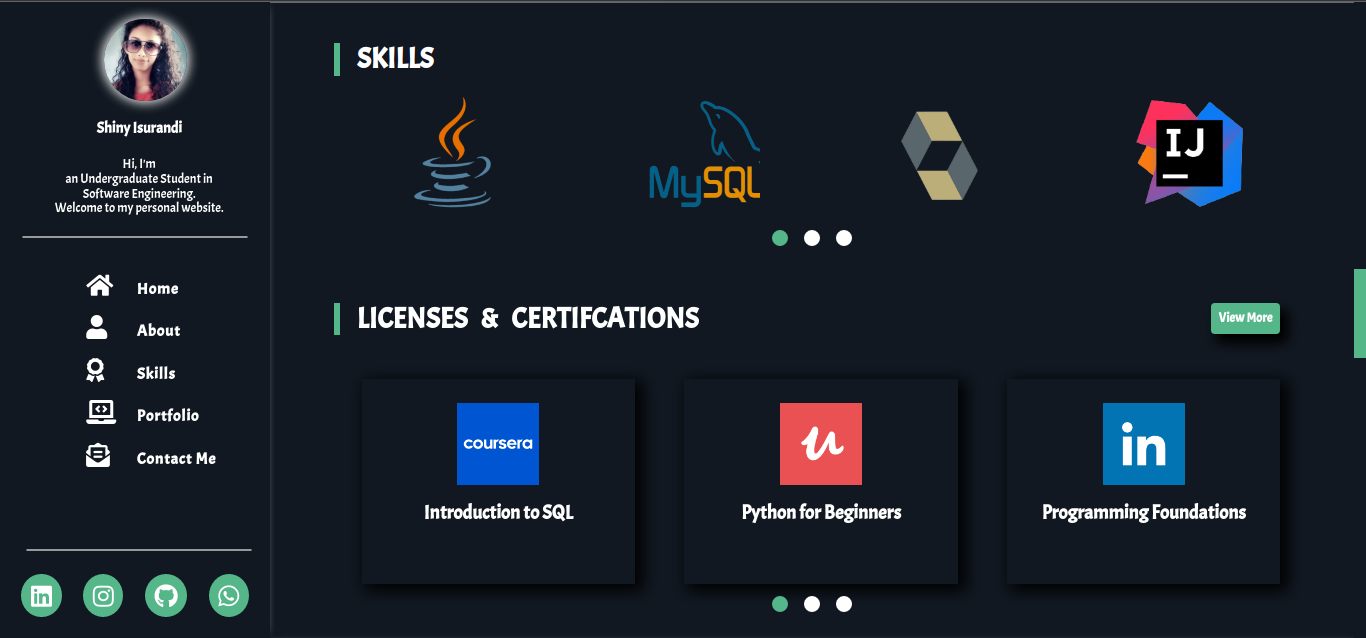 Shiny Isurandi
Hi, I'm
an Undergraduate Student in
Software Engineering.
Welcome to my personal website.
Home
About
Skills
Portfolio
Contact Me
SKILLS
MySQL
IJ
LICENSES & CERTIFCATIONS
View More
coursera
Introduction to SQL
u
Python for Beginners
in
Programming Foundations
in